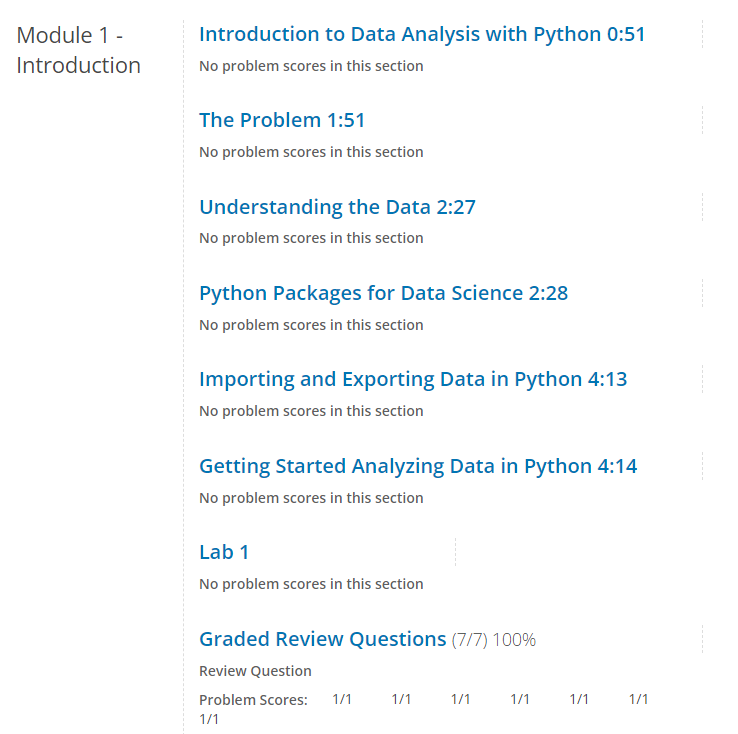 Module 1 -
Introduction
Introduction to Data Analysis with Python 0:51
No problem scores in this section
The Problem 1:51
No problem scores in this section
Understanding the Data 2:27
No problem scores in this section
Python Packages for Data Science 2:28
No problem scores in this section
Importing and Exporting Data in Python 4:13
No problem scores in this section
Getting Started Analyzing Data in Python 4:14
No problem scores in this section
Lab 1
No problem scores in this section
Graded Review Questions (7/7) 100%
Review Question
Problem Scores: 1/1 1/1 1/1 1/1 1/1 1/1
1/1